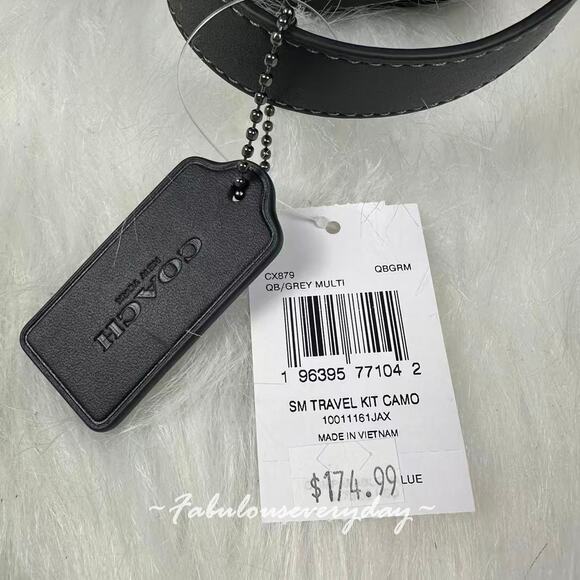 COACH
NEW YORK
CX879 QBGRM
QB/GREY MULTI
1 96395 77104 2
SM TRAVEL KIT CAMO
10011161JAX
MADE IN VIETNAM
$174.99 LUE
~Fabulouseveryday~